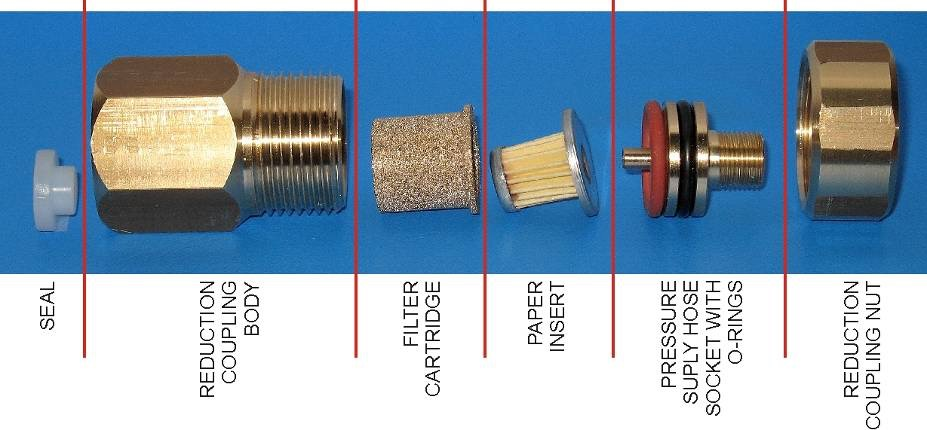 SEAL
REDUCTION
COUPLING
BODY
FILTER
CARTRIDGE
PAPER
INSERT
PRESSURE
SUPLY HOSE
SOCKET WITH
O-RINGS
REDUCTION
COUPLING NUT